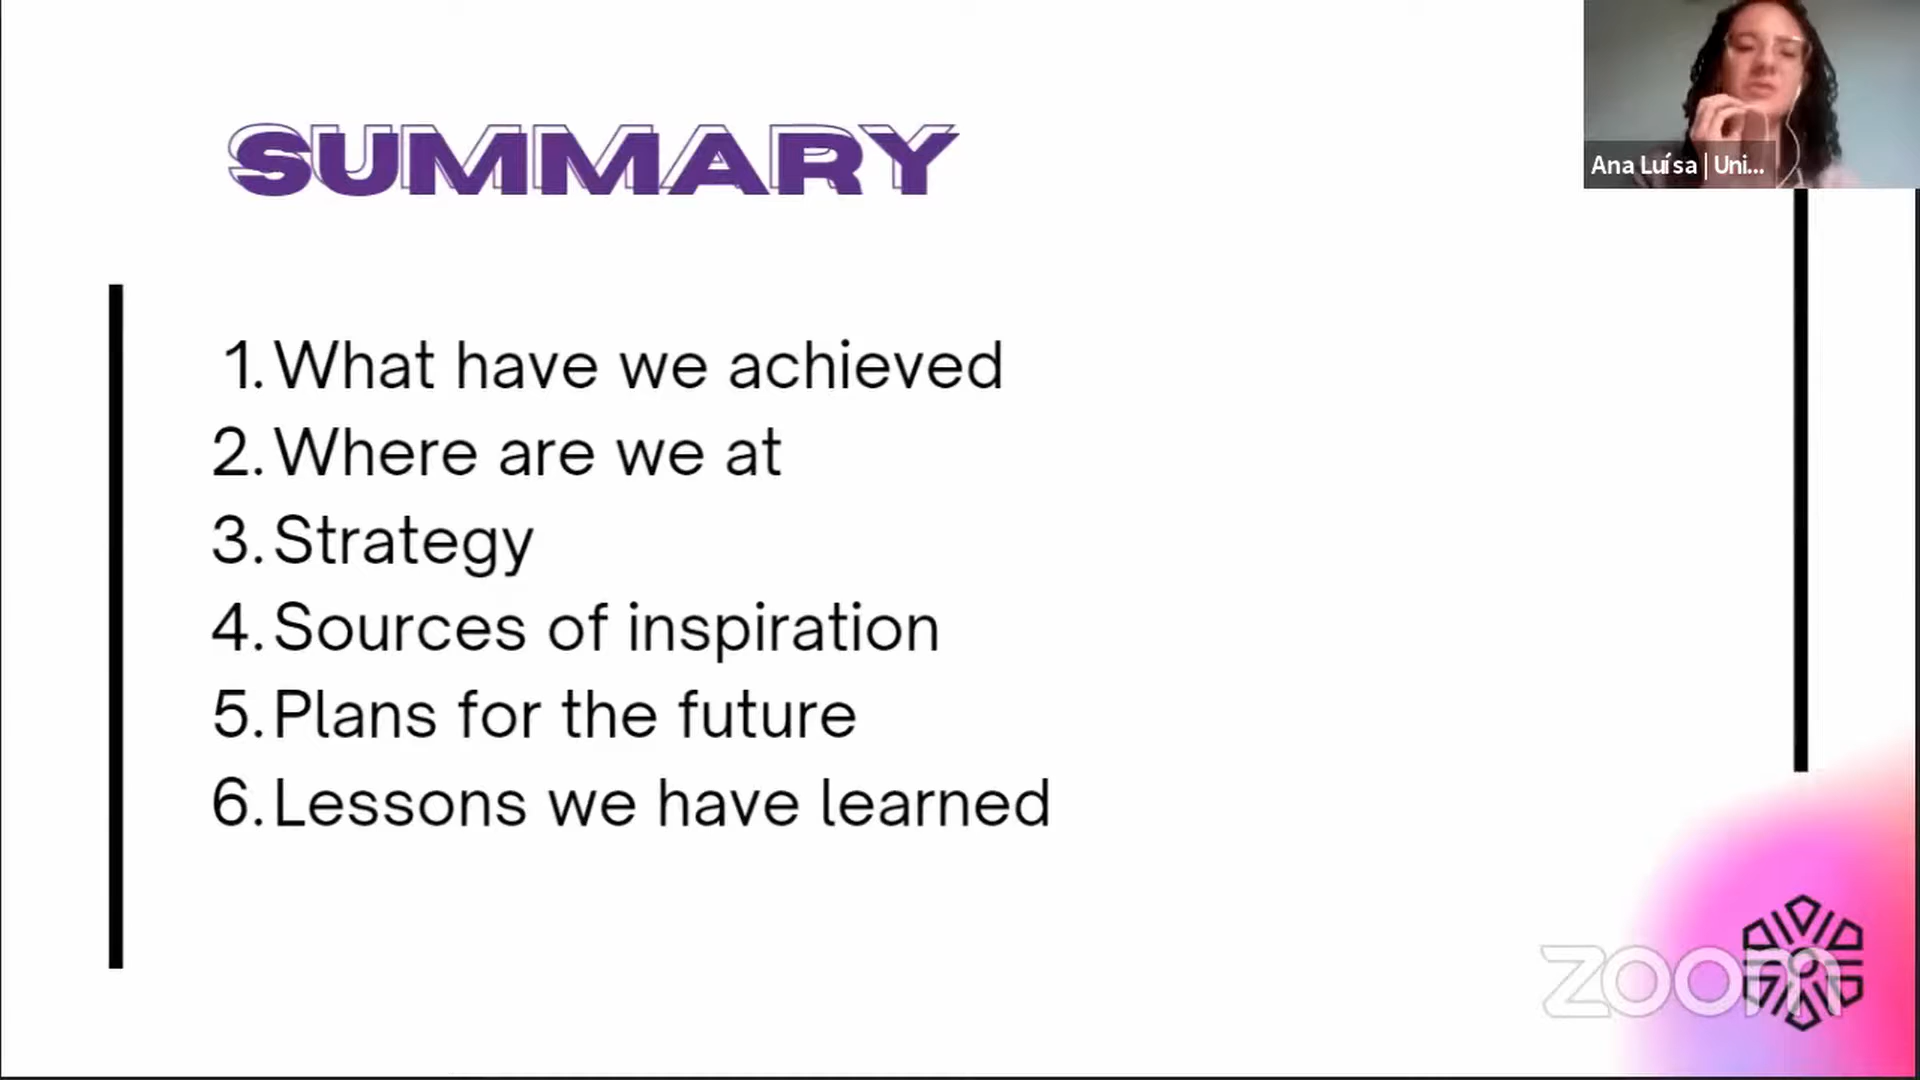 SUMMARY
Ana Luísa | Uni...
1. What have we achieved
2. Where are we at
3. Strategy
4. Sources of inspiration
5. Plans for the future
6. Lessons we have learned
zoom